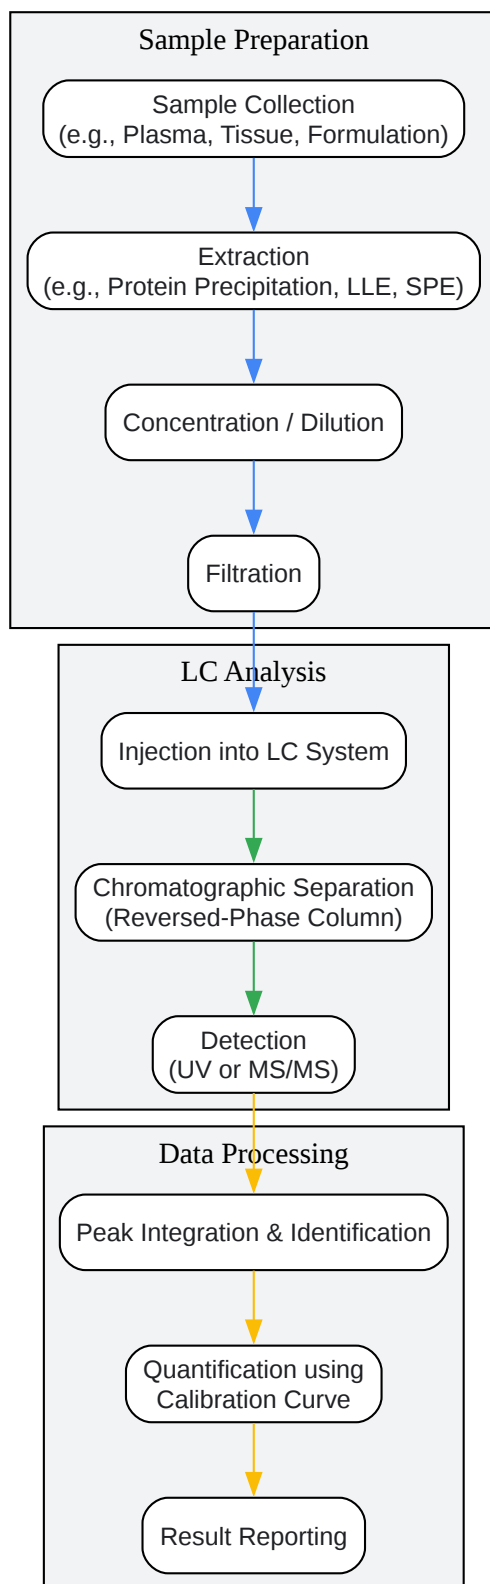 Sample Preparation
Sample Collection
(e.g., Plasma, Tissue, Formulation)
Extraction
(e.g., Protein Precipitation, LLE, SPE)
Concentration / Dilution
Filtration
LC Analysis
Injection into LC System
Chromatographic Separation
(Reversed-Phase Column)
Detection
(UV or MS/MS)
Data Processing
Peak Integration & Identification
Quantification using
Calibration Curve
Result Reporting